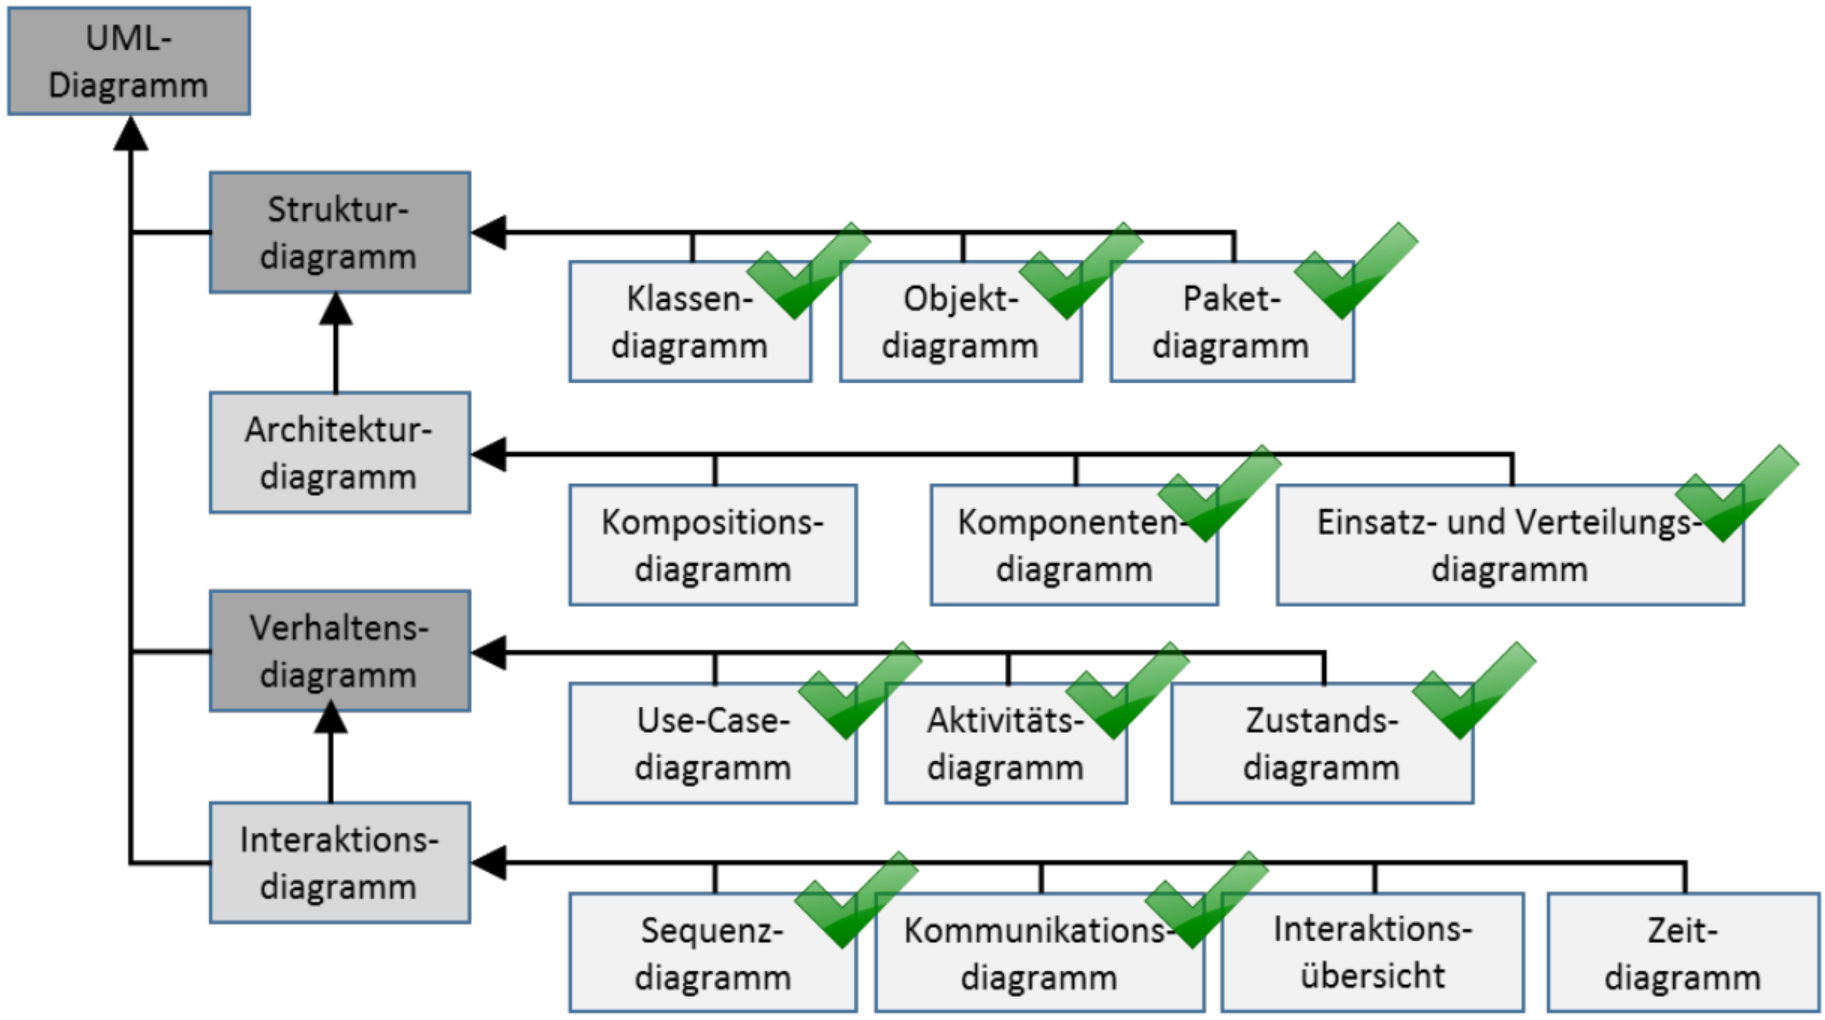 UML-
Diagramm
Struktur-
diagramm
Klassen-
diagramm
Objekt-
diagramm
Paket-
diagramm
Architektur-
diagramm
Kompositions-
diagramm
Komponenten-
diagramm
Einsatz- und Verteilungs-
diagramm
Verhaltens-
diagramm
Use-Case-
diagramm
Aktivitäts-
diagramm
Zustands-
diagramm
Interaktions-
diagramm
Sequenz-
diagramm
Kommunikations-
diagramm
Interaktions-
übersicht
Zeit-
diagramm